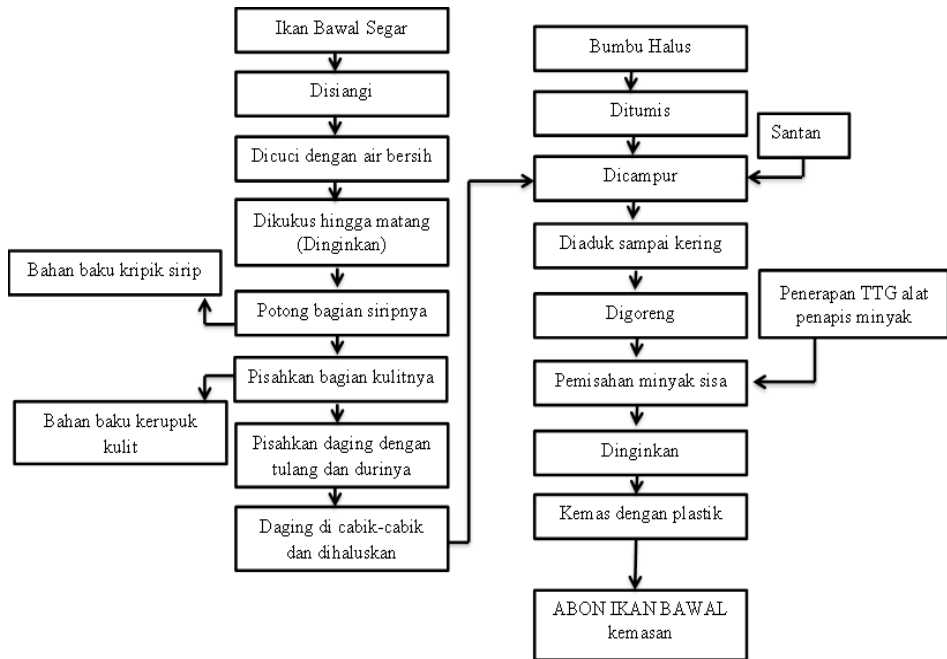 Ikan Bawal Segar
Disiangi
Dicuci dengan air bersih
Dikukus hingga matang
(Dinginkan)
Bahan baku kripik sirip
Potong bagian siripnya
Pisahkan bagian kulitnya
Bahan baku kerupuk
kulit
Pisahkan daging dengan
tulang dan durinya
Daging di cabik-cabik
dan dihaluskan
Bumbu Halus
Ditumis
Santan
Dicampur
Diaduk sampai kering
Digoreng
Penerapan TTG alat
penapis minyak
Pemisahan minyak sisa
Dinginkan
Kemas dengan plastik
ABON IKAN BAWAL
kemasan